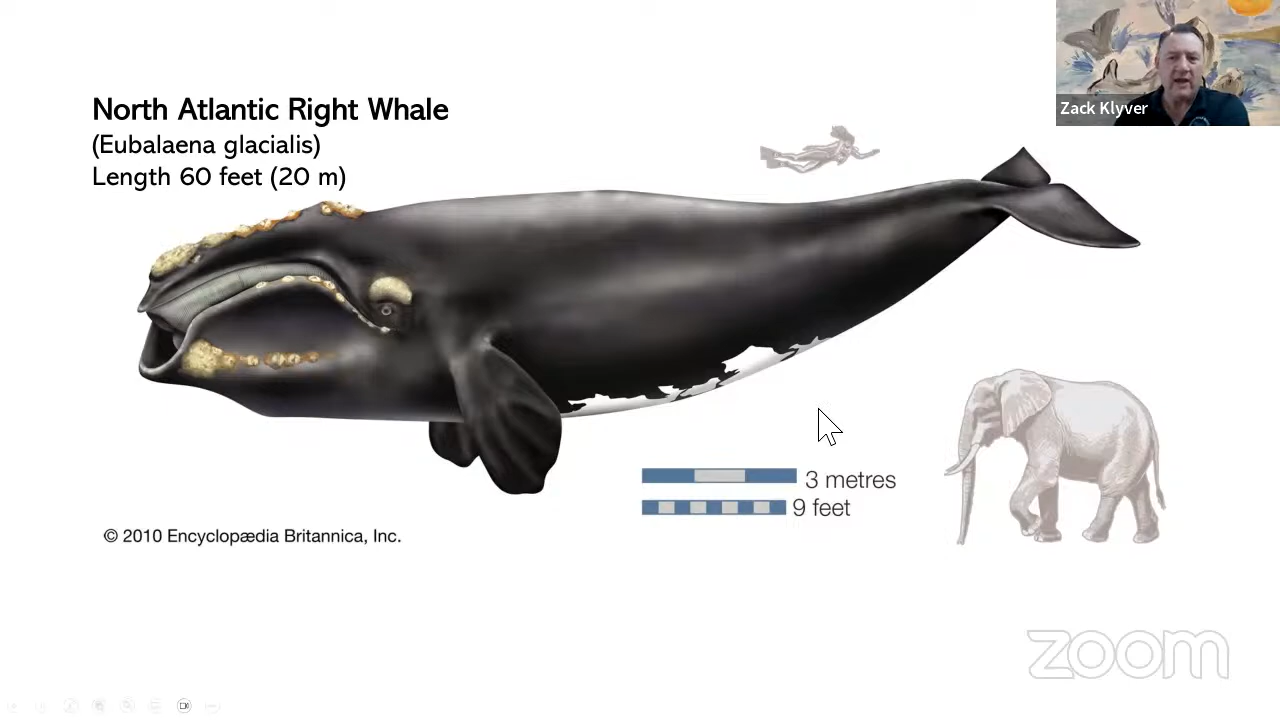 North Atlantic Right Whale
(Eubalaena glacialis)
Length 60 feet (20 m)
Zack Klyver
3 metres
9 feet
© 2010 Encyclopædia Britannica, Inc.
zoom